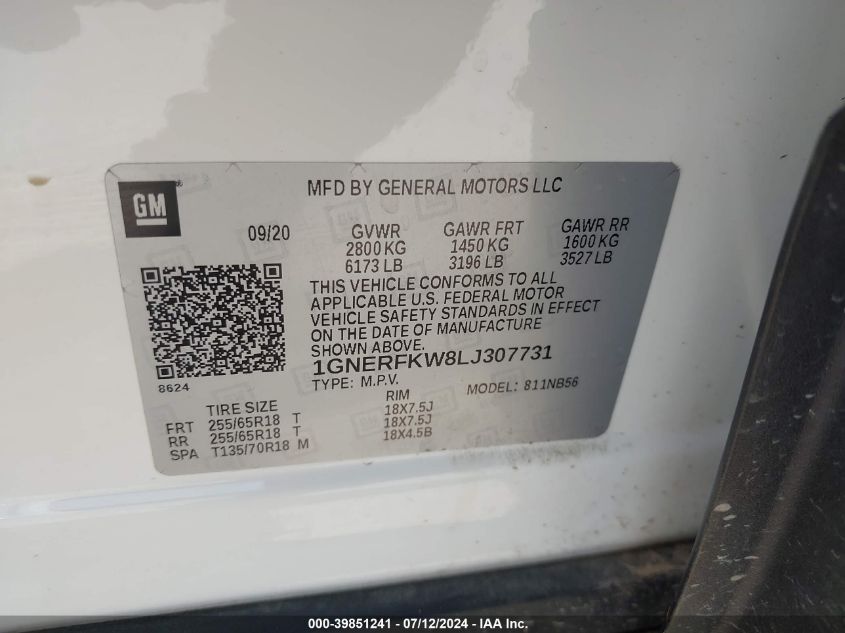 GM
MFD BY GENERAL MOTORS LLC
09/20
GVWR GAWR FRT GAWR RR
2800 KG 1450 KG 1600 KG
6173 LB 3196 LB 3527 LB
THIS VEHICLE CONFORMS TO ALL
APPLICABLE U.S. FEDERAL MOTOR
VEHICLE SAFETY STANDARDS IN EFFECT
ON THE DATE OF MANUFACTURE
SHOWN ABOVE.
1GNERFKW8LJ307731
8624
TYPE: M.P.V. MODEL: 811NB56
TIRE SIZE RIM
FRT 255/65R18 T 18X7.5J
RR 255/65R18 T 18X7.5J
SPA T135/70R18 M 18X4.5B
000-39851241 - 07/12/2024 - IAA Inc.